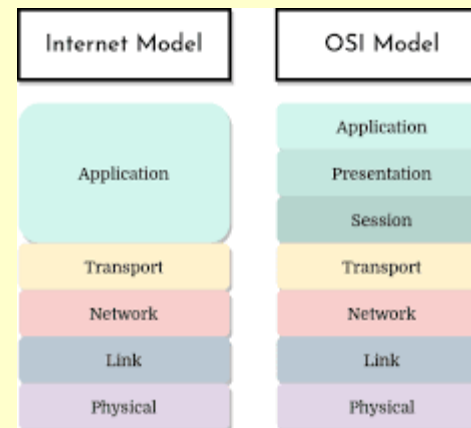 Internet Model
Application
Transport
Network
Link
Physical
OSI Model
Application
Presentation
Session
Transport
Network
Link
Physical